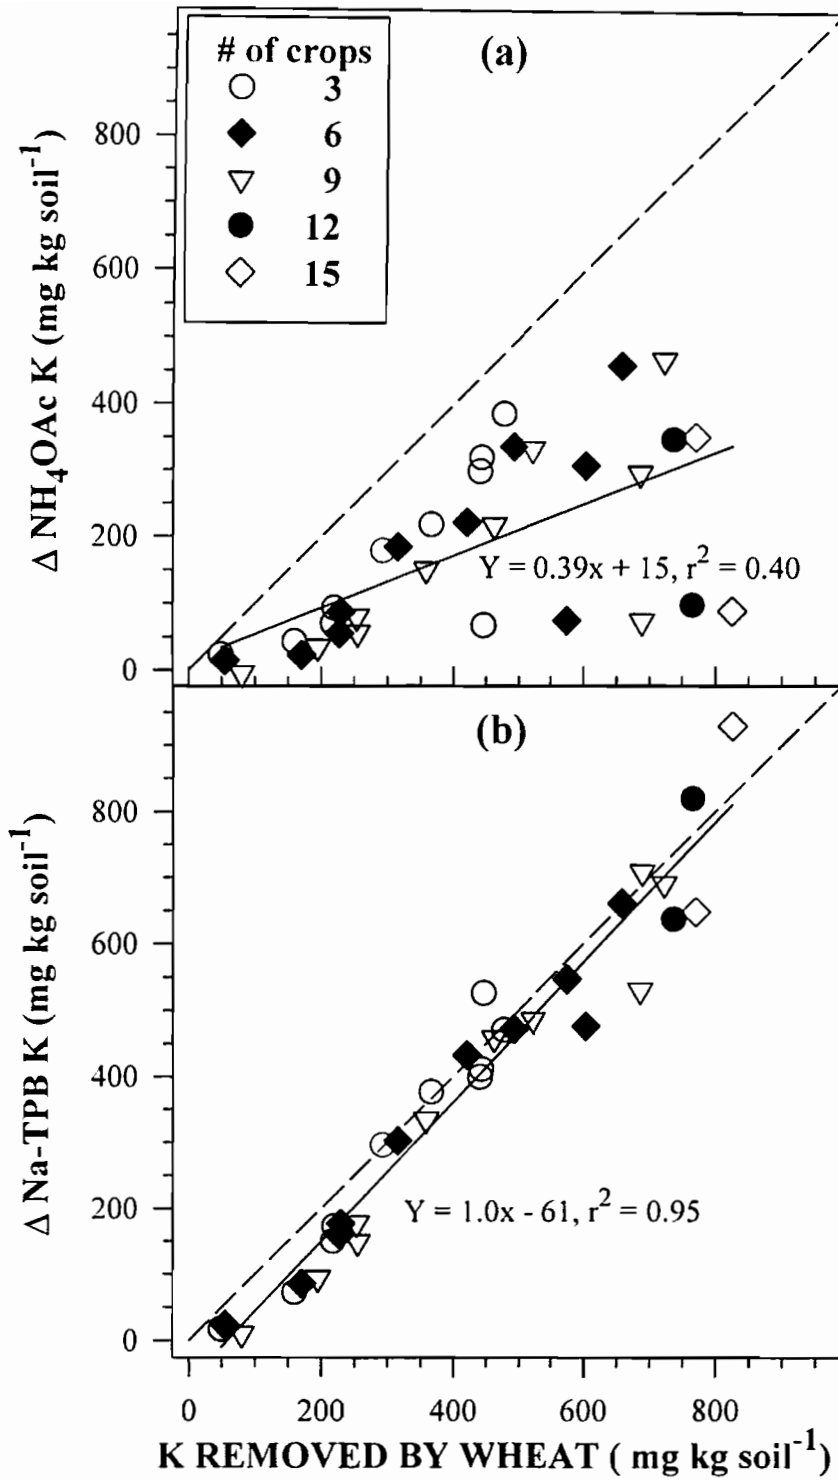 (a)
# of crops
3
6
9
12
15
Δ NH₄OAc K (mg kg soil⁻¹)
800
600
400
200
0
Y = 0.39x + 15, r² = 0.40
(b)
Δ Na-TPB K (mg kg soil⁻¹)
800
600
400
200
0
Y = 1.0x - 61, r² = 0.95
0 200 400 600 800
K REMOVED BY WHEAT ( mg kg soil⁻¹)